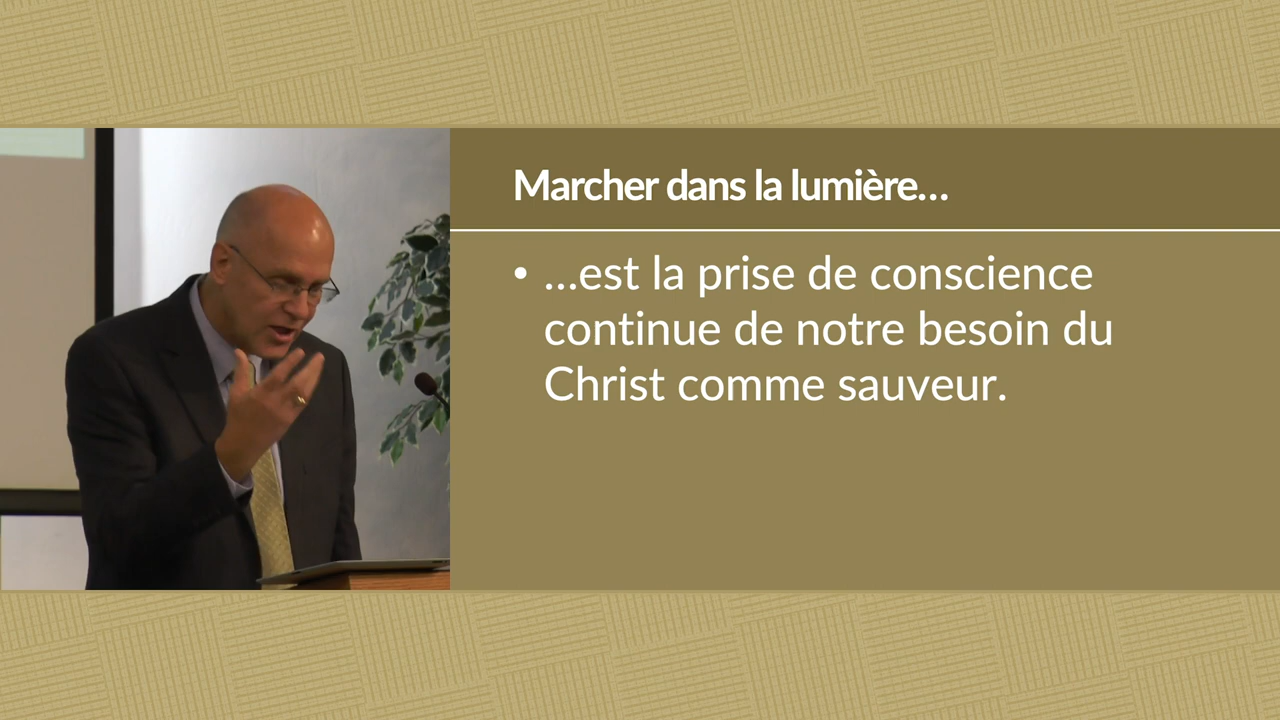 Marcher dans la lumière…
• …est la prise de conscience
continue de notre besoin du
Christ comme sauveur.